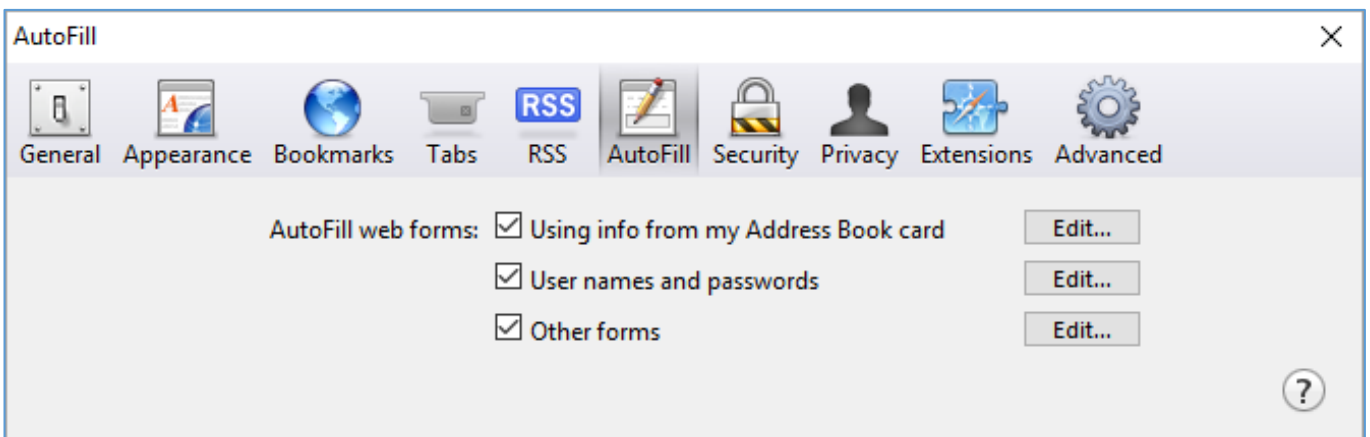 AutoFill
RSS
General Appearance Bookmarks Tabs RSS AutoFill Security Privacy Extensions Advanced
AutoFill web forms: Using info from my Address Book card Edit...
User names and passwords Edit...
Other forms Edit...
?